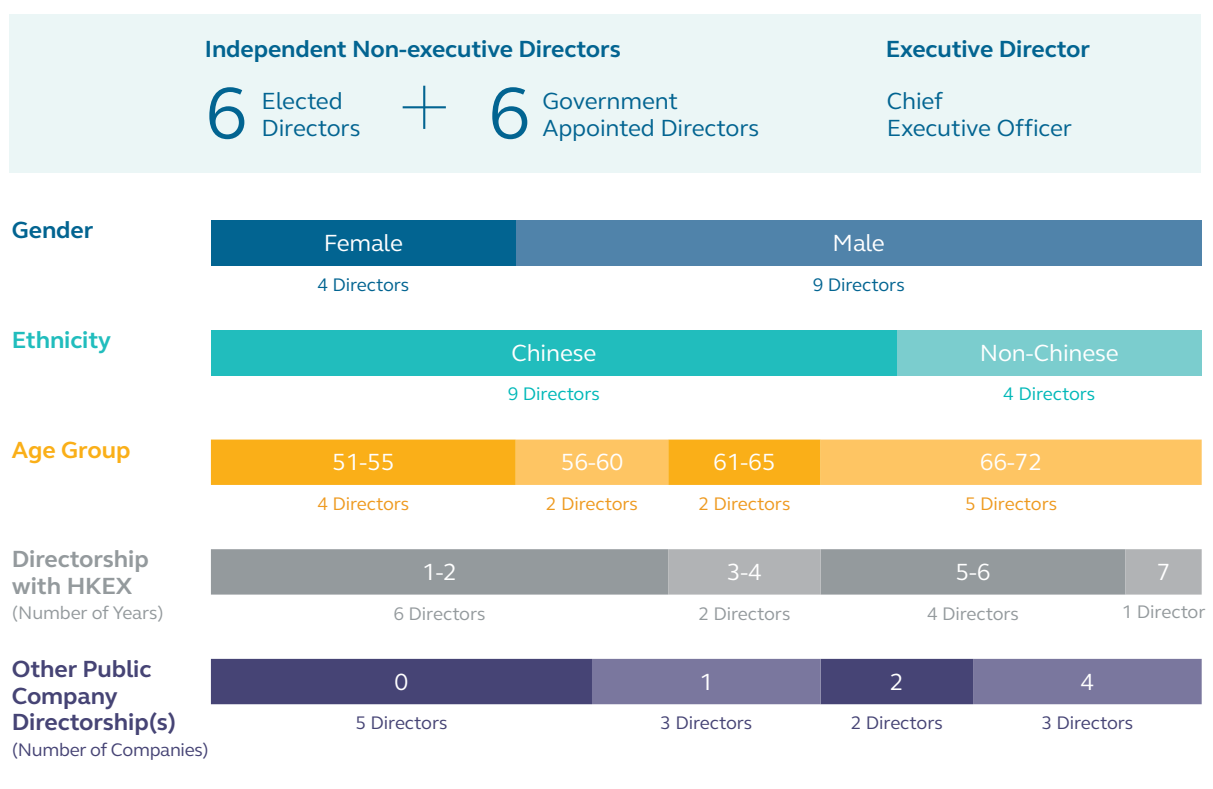 Independent Non-executive Directors
Executive Director
6 Elected Directors + 6 Government Appointed Directors
Chief
Executive Officer
Gender
Female
Male
4 Directors
9 Directors
Ethnicity
Chinese
Non-Chinese
9 Directors
4 Directors
Age Group
51-55
56-60
61-65
66-72
4 Directors
2 Directors
2 Directors
5 Directors
Directorship
with HKEX
(Number of Years)
1-2
3-4
5-6
7
6 Directors
2 Directors
4 Directors
1 Director
Other Public
Company
Directorship(s)
(Number of Companies)
0
1
2
4
5 Directors
3 Directors
2 Directors
3 Directors